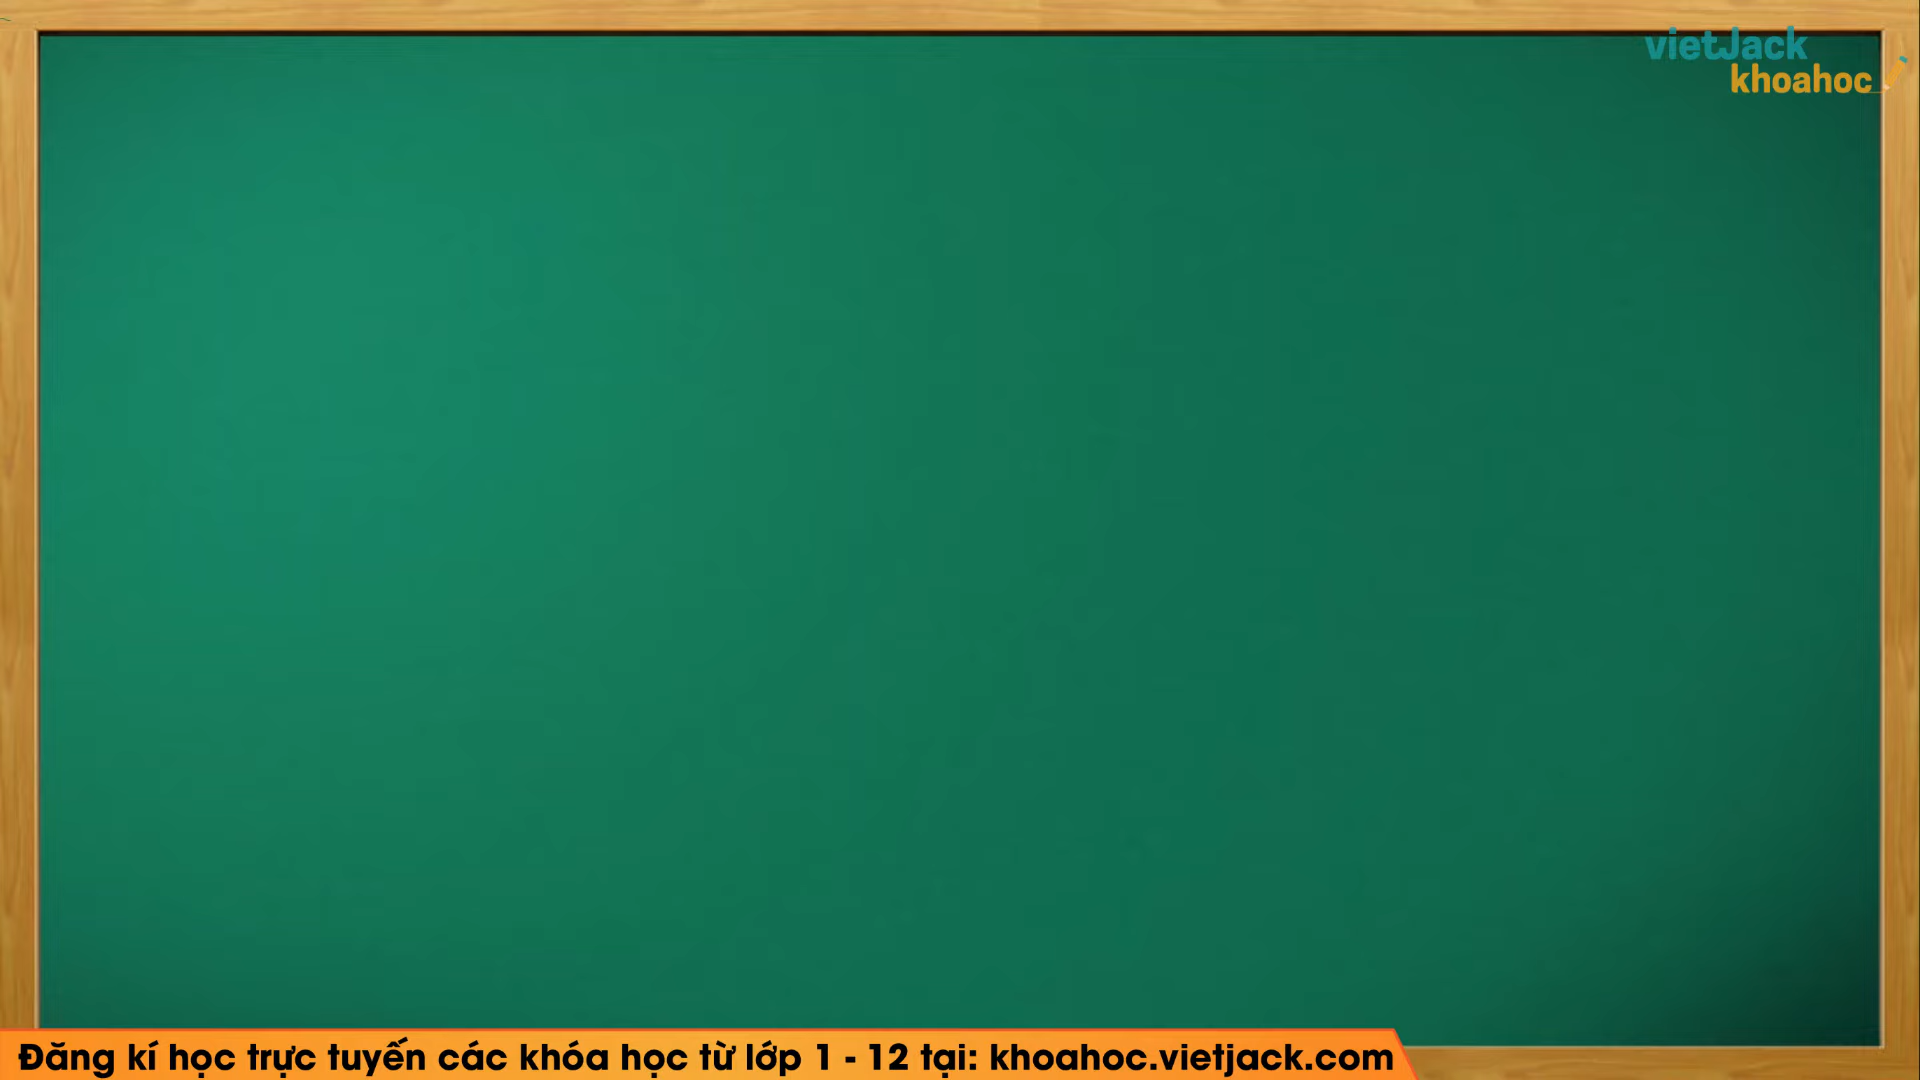 vietJack
khoahoc
Đăng kí học trực tuyến các khóa học từ lớp 1 - 12 tại: khoahoc.vietjack.com